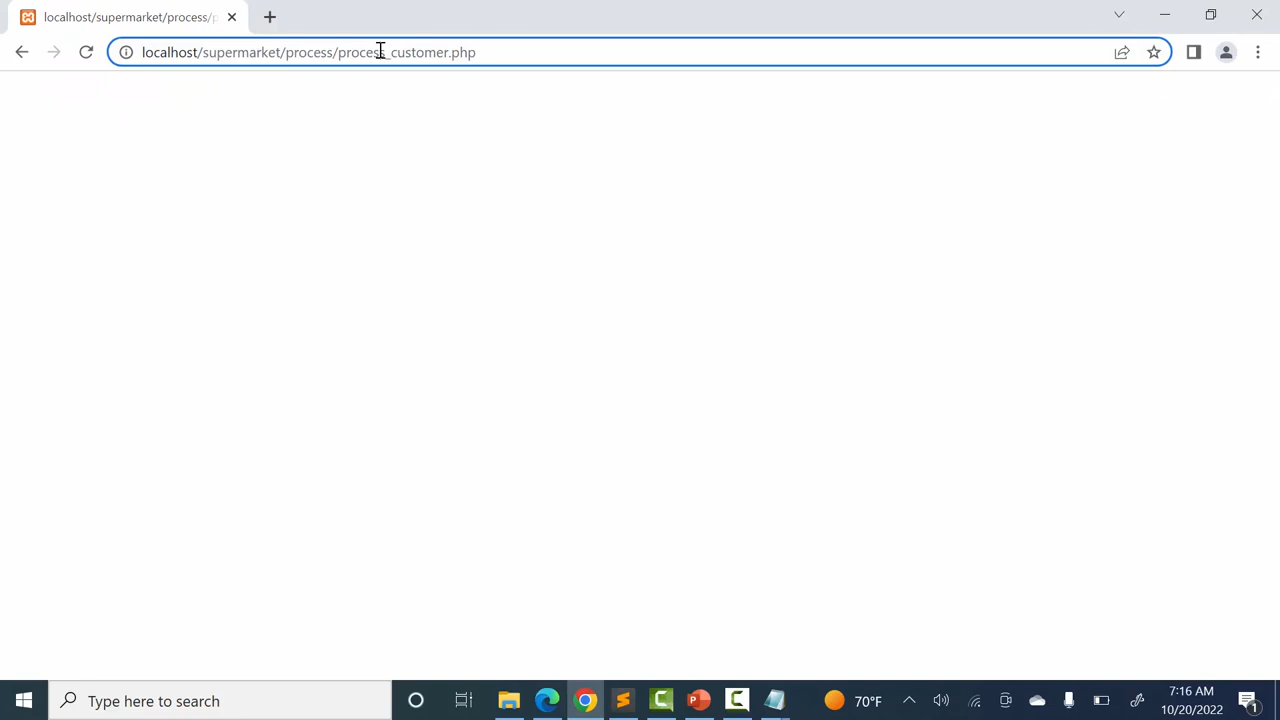 localhost/supermarket/process/p
localhost/supermarket/process/process_customer.php
Type here to search
70°F
7:16 AM
10/20/2022
1